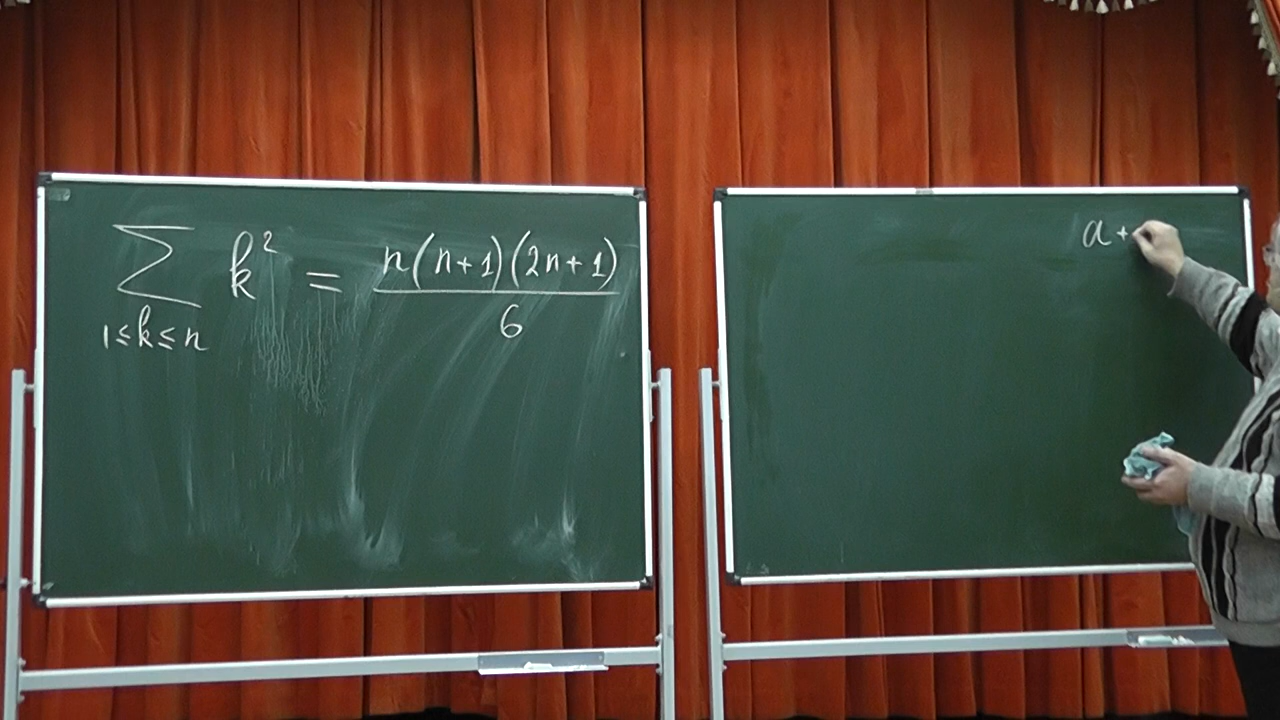 ∑ k² = n(n+1)(2n+1)
1≤k≤n 6
a+